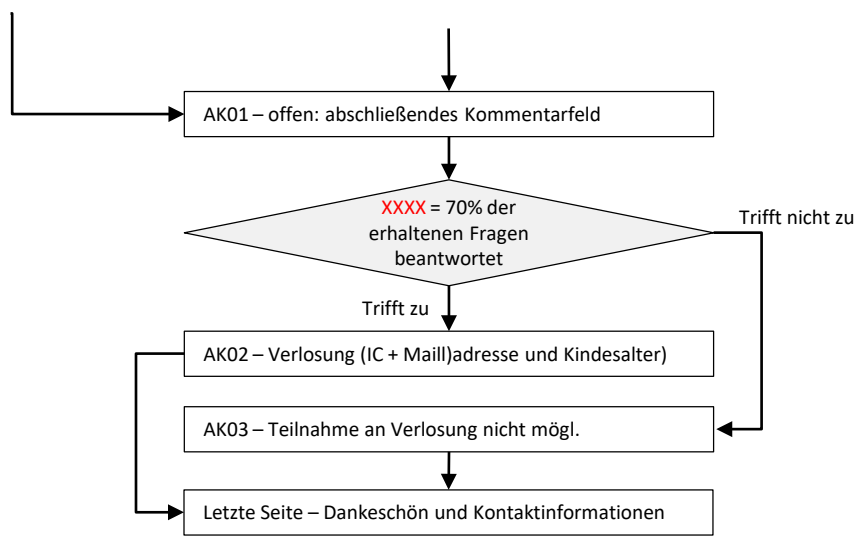 AK01 – offen: abschließendes Kommentarfeld
XXXX = 70% der
erhaltenen Fragen
beantwortet
Trifft nicht zu
Trifft zu
AK02 – Verlosung (IC + Maill)adresse und Kindesalter)
AK03 – Teilnahme an Verlosung nicht mögl.
Letzte Seite – Dankeschön und Kontaktinformationen